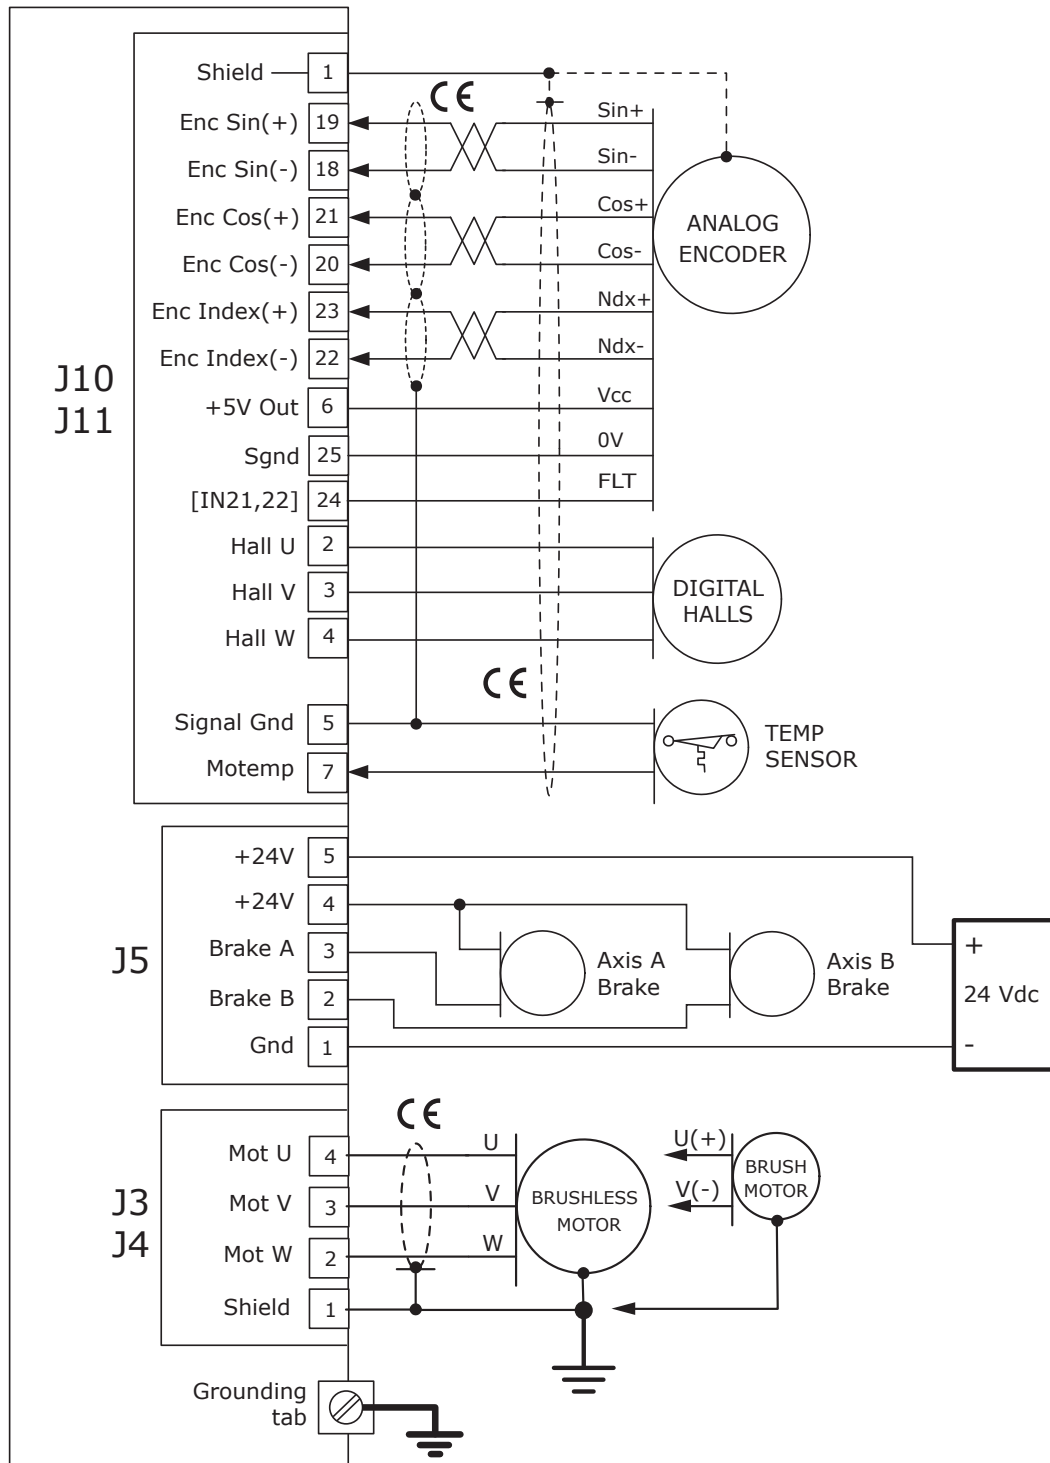 Shield 1
Enc Sin(+) 19 Sin+
Enc Sin(-) 18 Sin-
Enc Cos(+) 21 Cos+
Enc Cos(-) 20 Cos-
Enc Index(+) 23 Ndx+
Enc Index(-) 22 Ndx-
+5V Out 6 Vcc
Sgnd 25 0V
[IN21,22] 24 FLT
Hall U 2
Hall V 3
Hall W 4
Signal Gnd 5
Motemp 7
J10
J11
CE
ANALOG
ENCODER
DIGITAL
HALLS
CE
TEMP
SENSOR
J5
+24V 5
+24V 4
Brake A 3
Brake B 2
Gnd 1
Axis A
Brake
Axis B
Brake
+
24 Vdc
-
J3
J4
CE
Mot U 4 U
Mot V 3 V
Mot W 2 W
Shield 1
BRUSHLESS
MOTOR
U(+)
V(-)
BRUSH
MOTOR
Grounding
tab